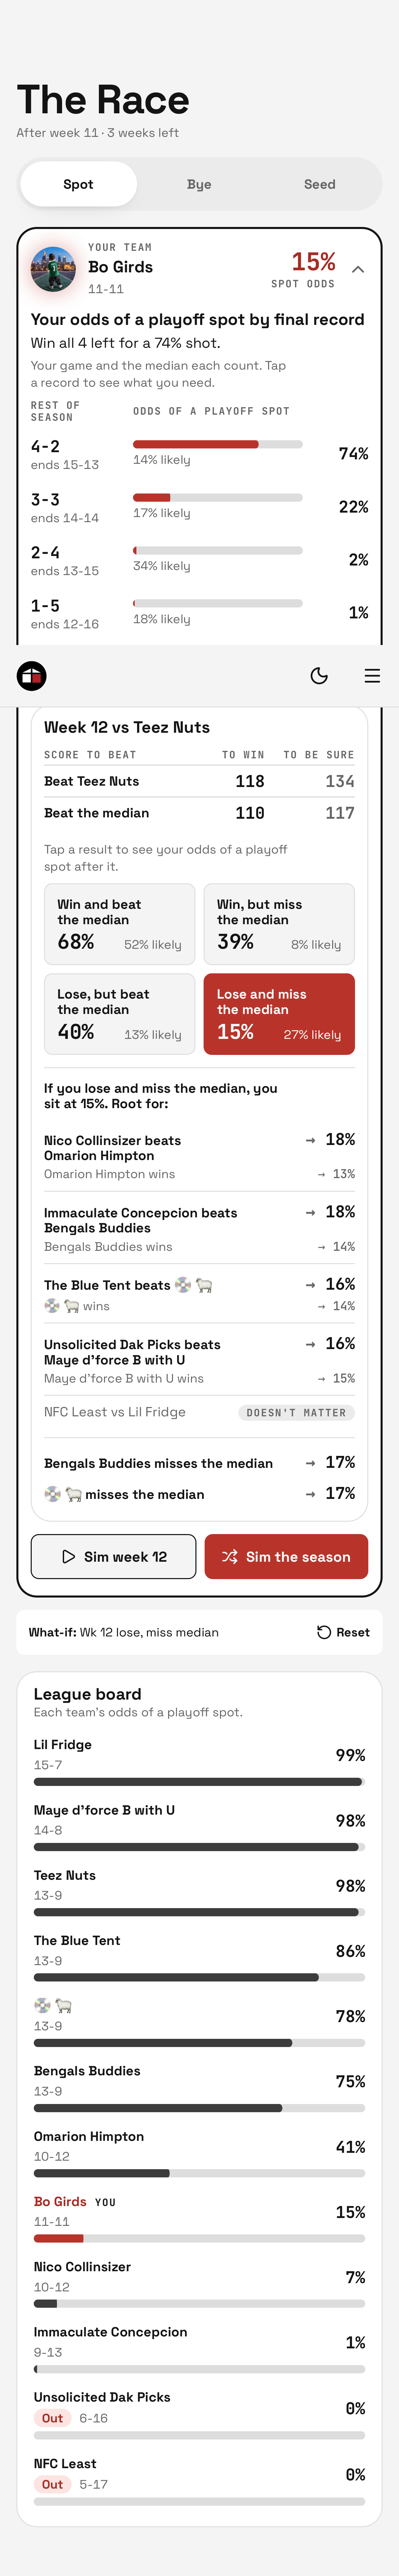 The Race
After week 11 · 3 weeks left
Spot
Bye
Seed
YOUR TEAM
Bo Girds
11-11
15%
SPOT ODDS
Your odds of a playoff spot by final record
Win all 4 left for a 74% shot.
Your game and the median each count. Tap
a record to see what you need.
REST OF
SEASON
ODDS OF A PLAYOFF SPOT
4-2
ends 15-13
14% likely
74%
3-3
ends 14-14
17% likely
22%
2-4
ends 13-15
34% likely
2%
1-5
ends 12-16
18% likely
1%
Week 12 vs Teez Nuts
SCORE TO BEAT
TO WIN
TO BE SURE
Beat Teez Nuts
118
134
Beat the median
110
117
Tap a result to see your odds of a playoff
spot after it.
Win and beat
the median
68%
52% likely
Win, but miss
the median
39%
8% likely
Lose, but beat
the median
40%
13% likely
Lose and miss
the median
15%
27% likely
If you lose and miss the median, you
sit at 15%. Root for:
Nico Collinsizer beats
Omarion Himpton
→ 18%
Omarion Himpton wins
→ 13%
Immaculate Concepcion beats
Bengals Buddies
→ 18%
Bengals Buddies wins
→ 14%
The Blue Tent beats 💿 🐑
→ 16%
💿 🐑 wins
→ 14%
Unsolicited Dak Picks beats
Maye d'force B with U
→ 16%
Maye d'force B with U wins
→ 15%
NFC Least vs Lil Fridge
DOESN'T MATTER
Bengals Buddies misses the median
→ 17%
💿 🐑 misses the median
→ 17%
Sim week 12
Sim the season
What-if: Wk 12 lose, miss median
Reset
League board
Each team's odds of a playoff spot.
Lil Fridge
15-7
99%
Maye d'force B with U
14-8
98%
Teez Nuts
13-9
98%
The Blue Tent
13-9
86%
💿 🐑
13-9
78%
Bengals Buddies
13-9
75%
Omarion Himpton
10-12
41%
Bo Girds YOU
11-11
15%
Nico Collinsizer
10-12
7%
Immaculate Concepcion
9-13
1%
Unsolicited Dak Picks
Out 6-16
0%
NFC Least
Out 5-17
0%